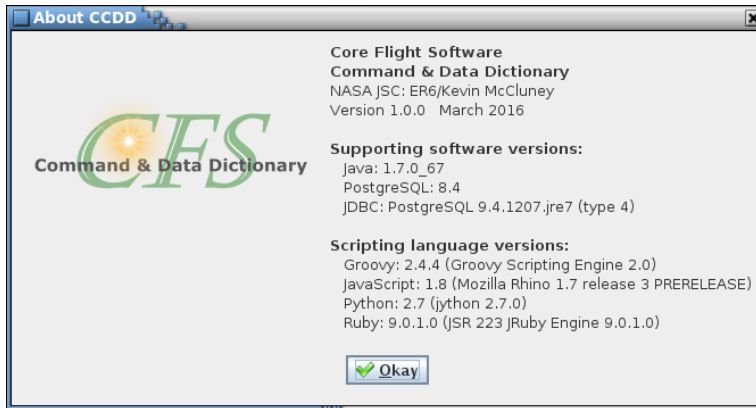 About CCDD
CFS
Command & Data Dictionary
Core Flight Software
Command & Data Dictionary
NASA JSC: ER6/Kevin McCluney
Version 1.0.0 March 2016
Supporting software versions:
Java: 1.7.0_67
PostgreSQL: 8.4
JDBC: PostgreSQL 9.4.1207.jre7 (type 4)
Scripting language versions:
Groovy: 2.4.4 (Groovy Scripting Engine 2.0)
JavaScript: 1.8 (Mozilla Rhino 1.7 release 3 PRERELEASE)
Python: 2.7 (jython 2.7.0)
Ruby: 9.0.1.0 (JSR 223 JRuby Engine 9.0.1.0)
Okay